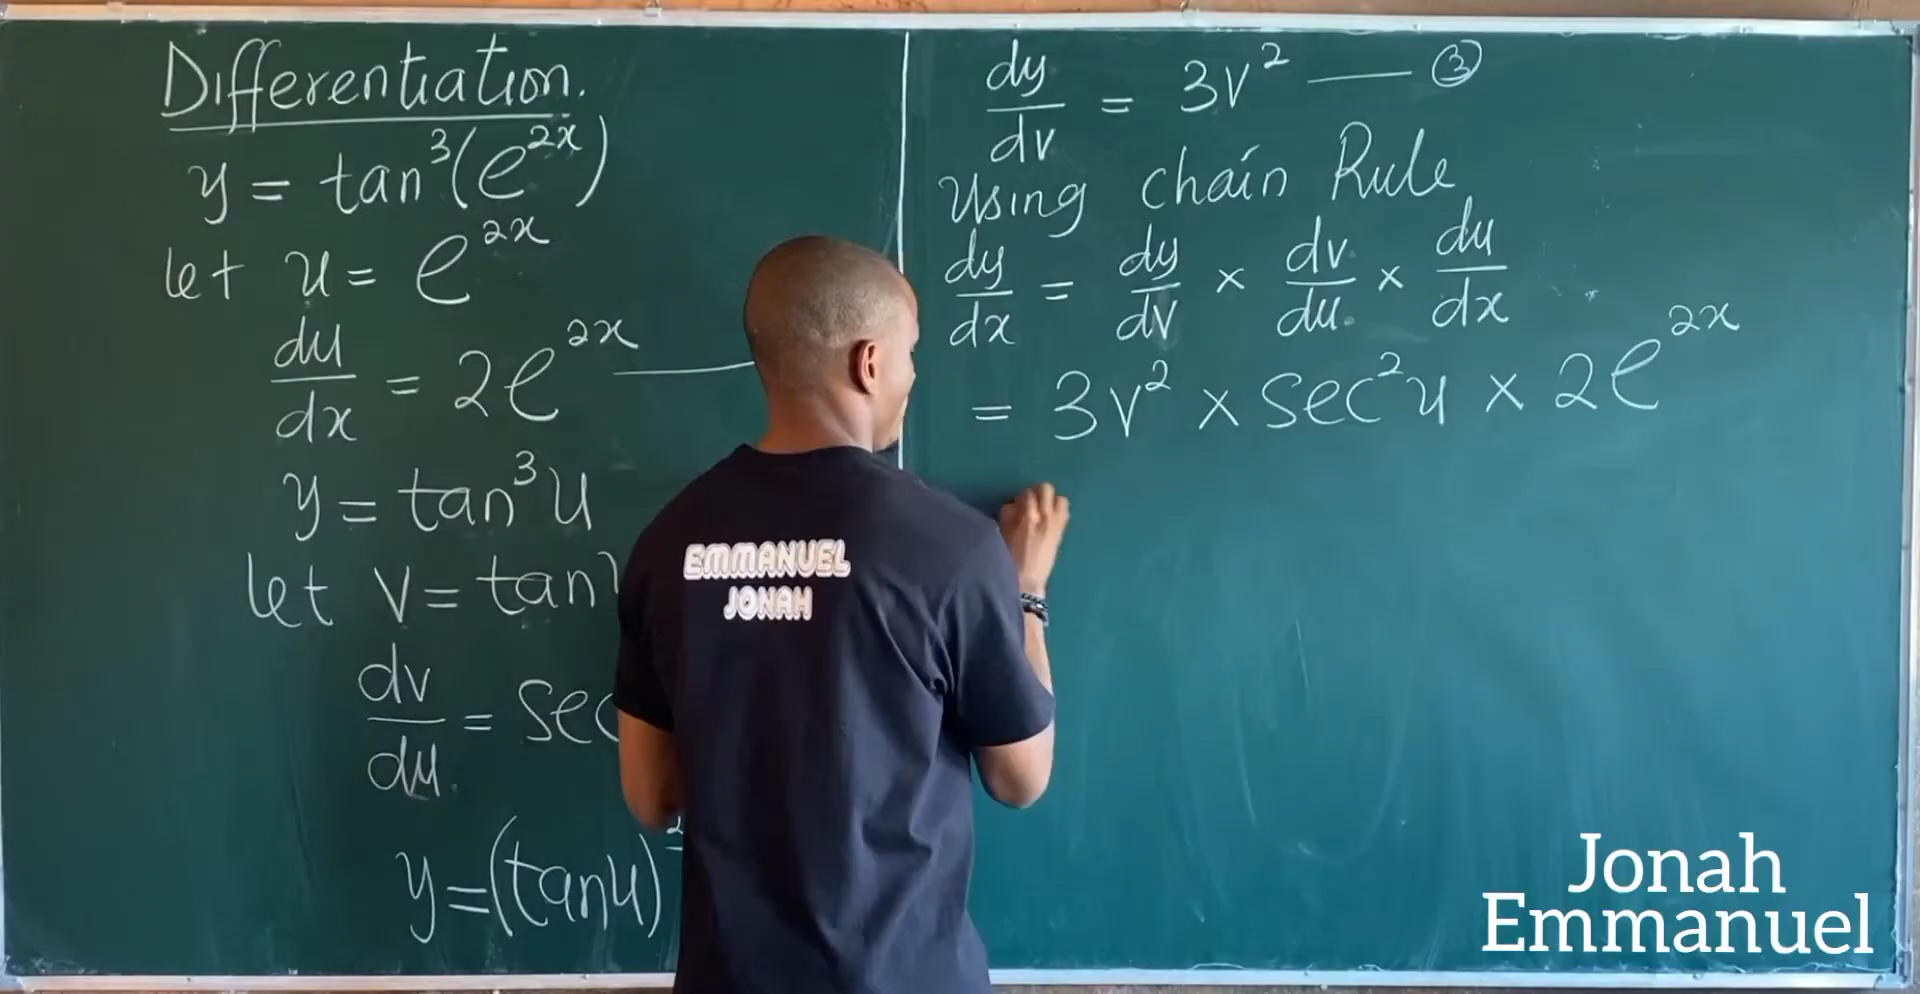 Differentiation.
y = tan³(e²ˣ)
let u = e²ˣ
du/dx = 2e²ˣ ——
y = tan³u
let v = tan
dv/du = sec
y = (tanu)
dy/dv = 3v² —— ③
Using chain Rule
dy/dx = dy/dv × dv/du × du/dx
= 3v² × sec²u × 2e²ˣ
EMMANUEL
JONAH
Jonah
Emmanuel